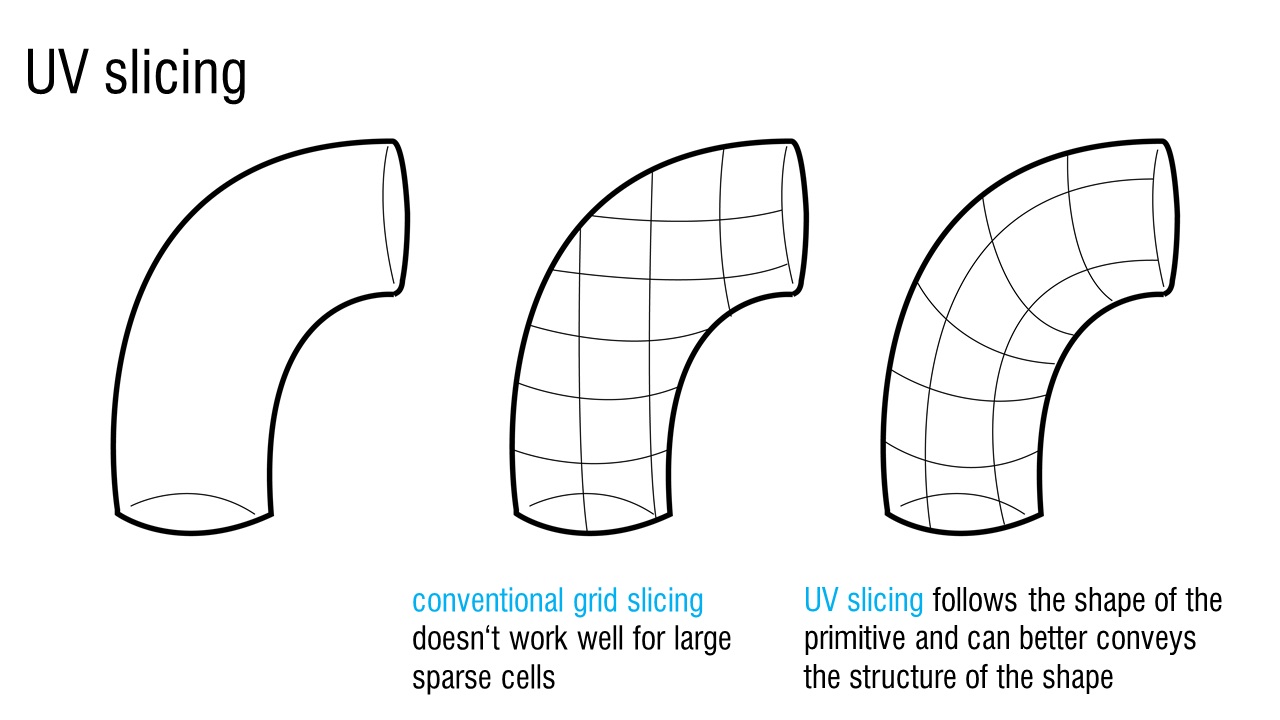 UV slicing
conventional grid slicing
doesn‘t work well for large
sparse cells
UV slicing follows the shape of the
primitive and can better conveys
the structure of the shape